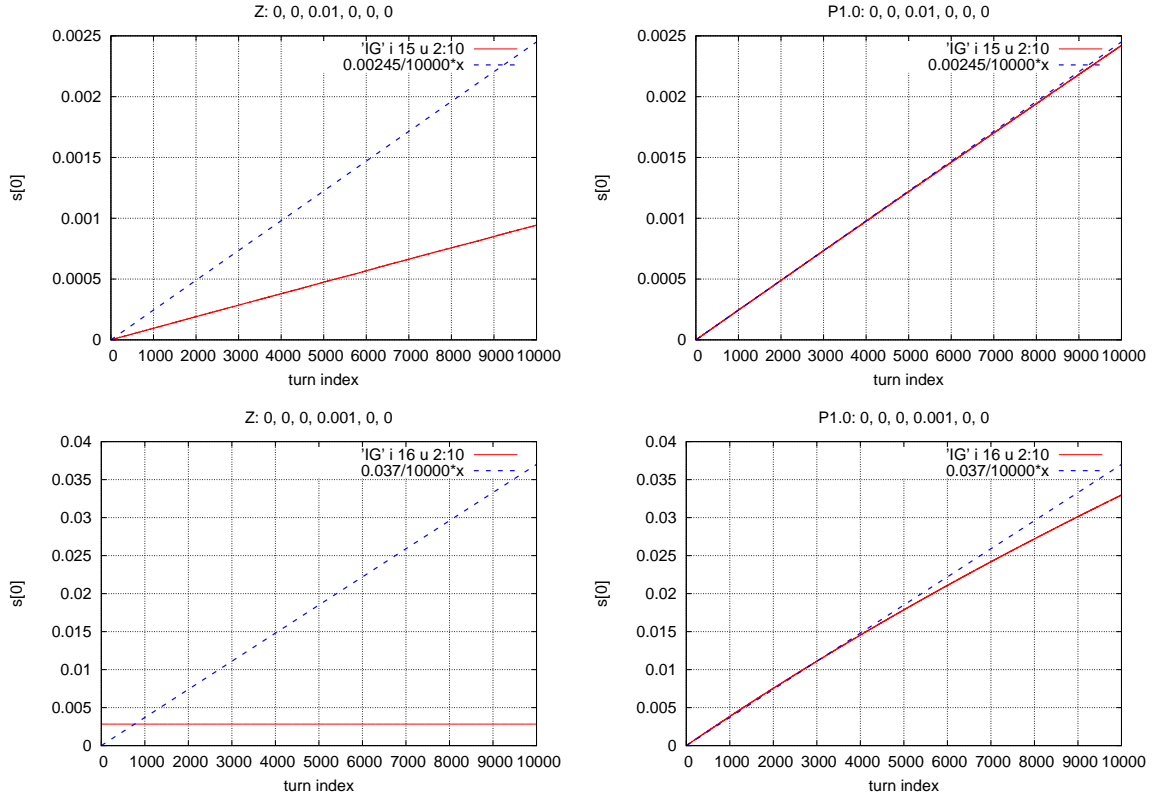 Z: 0, 0, 0.01, 0, 0, 0
0.0025
0.002
0.0015
0.001
0.0005
0
s[0]
'IG' i 15 u 2:10
0.00245/10000*x
0 1000 2000 3000 4000 5000 6000 7000 8000 9000 10000
turn index
P1.0: 0, 0, 0.01, 0, 0, 0
0.0025
0.002
0.0015
0.001
0.0005
0
s[0]
'IG' i 15 u 2:10
0.00245/10000*x
0 1000 2000 3000 4000 5000 6000 7000 8000 9000 10000
turn index
Z: 0, 0, 0, 0.001, 0, 0
0.04
0.035
0.03
0.025
0.02
0.015
0.01
0.005
0
s[0]
'IG' i 16 u 2:10
0.037/10000*x
0 1000 2000 3000 4000 5000 6000 7000 8000 9000 10000
turn index
P1.0: 0, 0, 0, 0.001, 0, 0
0.04
0.035
0.03
0.025
0.02
0.015
0.01
0.005
0
s[0]
'IG' i 16 u 2:10
0.037/10000*x
0 1000 2000 3000 4000 5000 6000 7000 8000 9000 10000
turn index